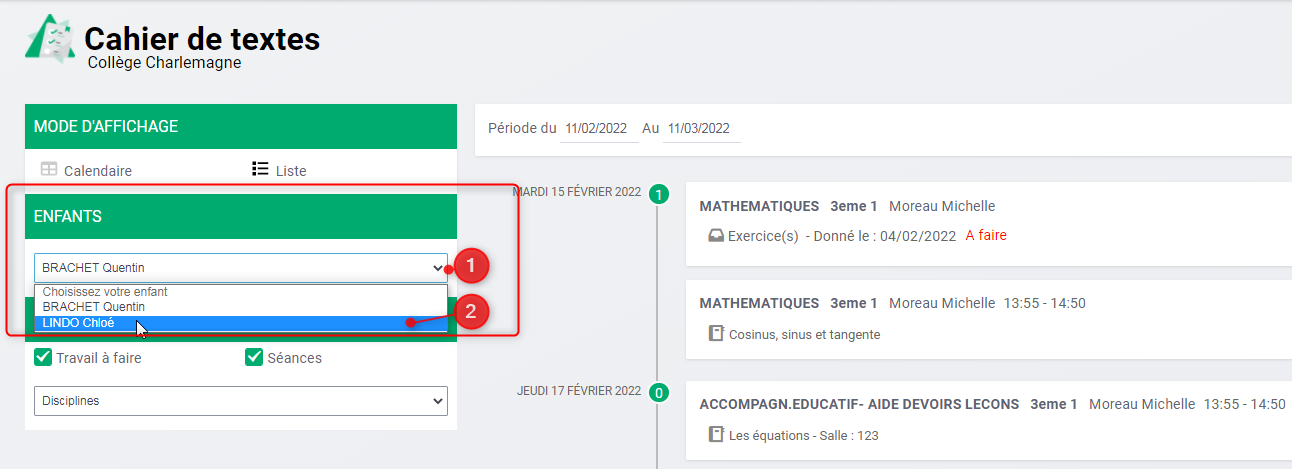 Cahier de textes
Collège Charlemagne
MODE D'AFFICHAGE
Calendaire Liste
ENFANTS
BRACHET Quentin
1
Choisissez votre enfant
BRACHET Quentin
LINDO Chloé
2
Travail à faire Séances
Disciplines
Période du 11/02/2022 Au 11/03/2022
MARDI 15 FÉVRIER 2022 1
MATHEMATIQUES 3eme 1 Moreau Michelle
Exercice(s) - Donné le : 04/02/2022 A faire
MATHEMATIQUES 3eme 1 Moreau Michelle 13:55 - 14:50
Cosinus, sinus et tangente
JEUDI 17 FÉVRIER 2022 0
ACCOMPAGN.EDUCATIF- AIDE DEVOIRS LECONS 3eme 1 Moreau Michelle 13:55 - 14:50
Les équations - Salle : 123